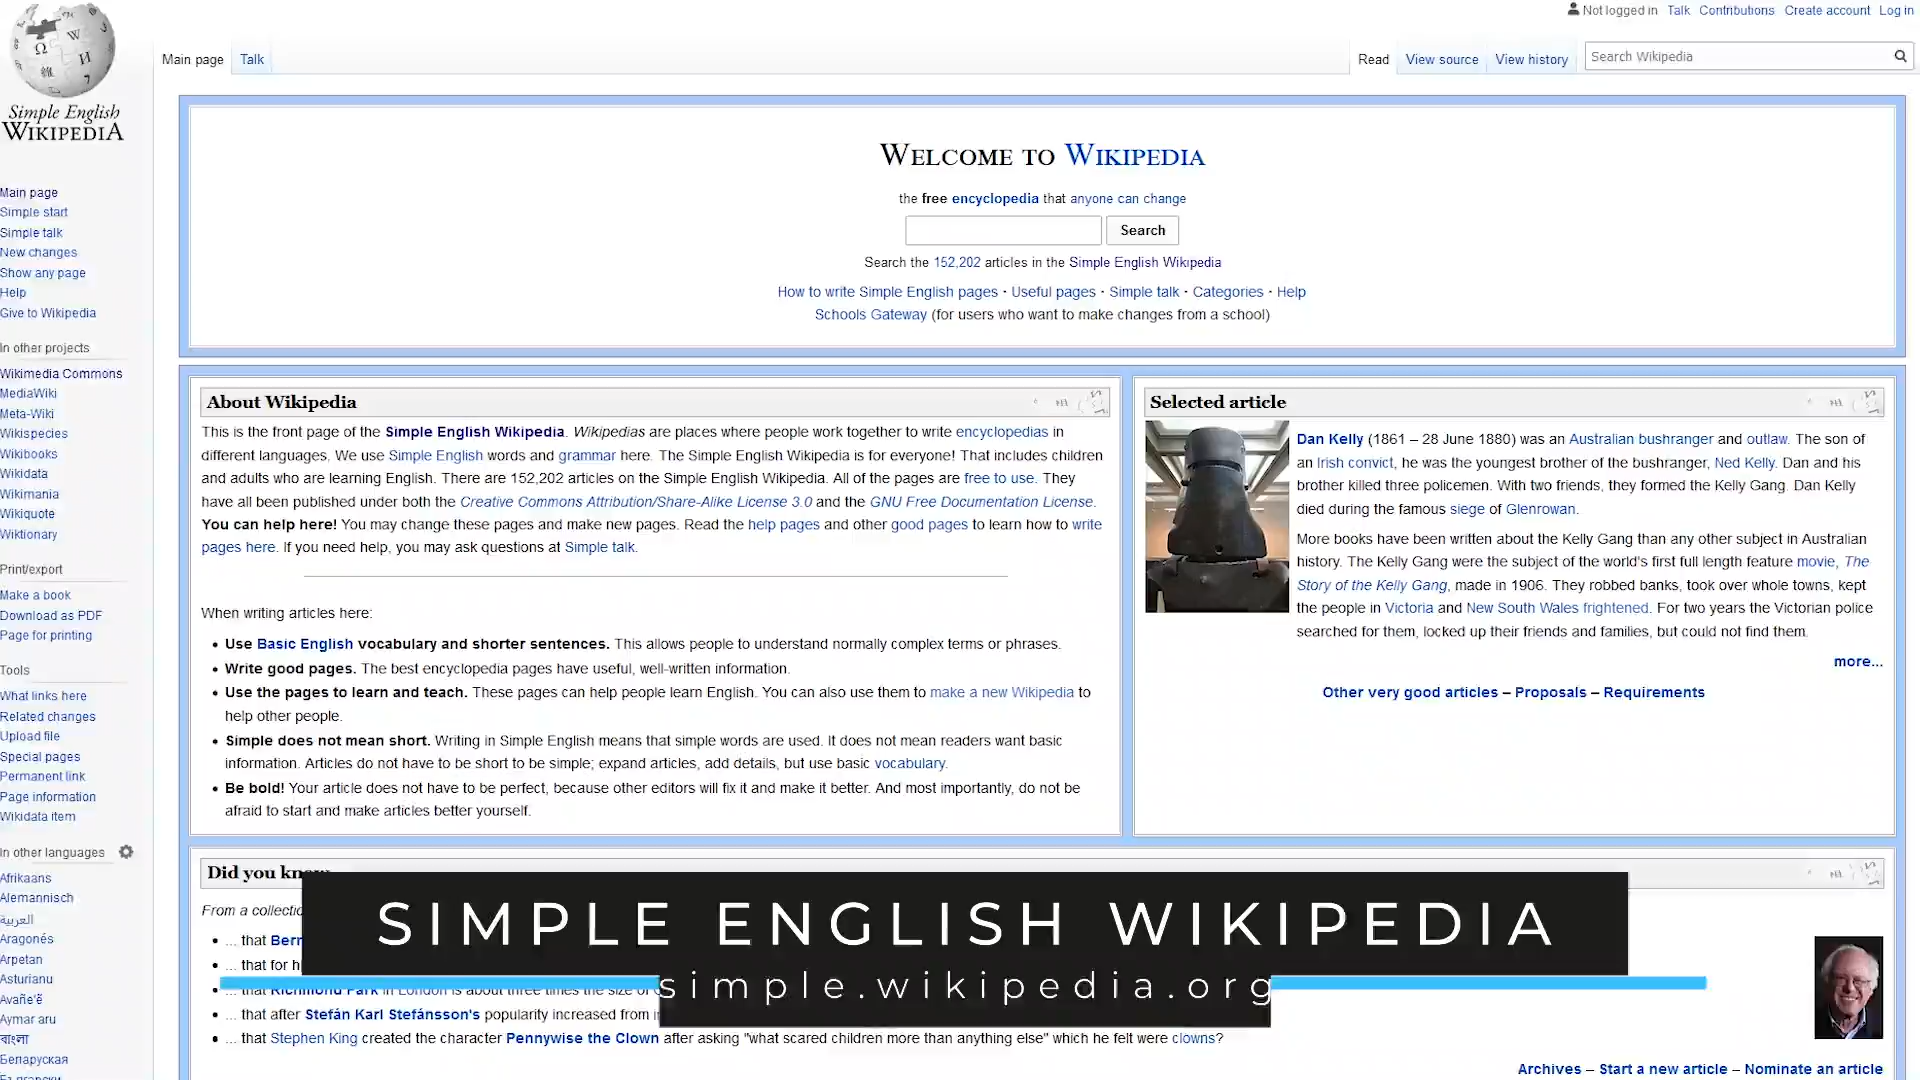 Not logged in Talk Contributions Create account Log in
Main page Talk
Read View source View history Search Wikipedia
Simple English
WIKIPEDIA
Main page
Simple start
Simple talk
New changes
Show any page
Help
Give to Wikipedia
In other projects
Wikimedia Commons
MediaWiki
Meta-Wiki
Wikispecies
Wikibooks
Wikidata
Wikimania
Wikiquote
Wiktionary
Print/export
Make a book
Download as PDF
Page for printing
Tools
What links here
Related changes
Upload file
Special pages
Permanent link
Page information
Wikidata item
In other languages
Afrikaans
Alemannisch
العربية
Aragonés
Arpetan
Asturianu
Avañe'ẽ
Aymar aru
বাংলা
Беларуская
WELCOME TO WIKIPEDIA
the free encyclopedia that anyone can change
Search
Search the 152,202 articles in the Simple English Wikipedia
How to write Simple English pages · Useful pages · Simple talk · Categories · Help
Schools Gateway (for users who want to make changes from a school)
About Wikipedia
This is the front page of the Simple English Wikipedia. Wikipedias are places where people work together to write encyclopedias in
different languages. We use Simple English words and grammar here. The Simple English Wikipedia is for everyone! That includes children
and adults who are learning English. There are 152,202 articles on the Simple English Wikipedia. All of the pages are free to use. They
have all been published under both the Creative Commons Attribution/Share-Alike License 3.0 and the GNU Free Documentation License.
You can help here! You may change these pages and make new pages. Read the help pages and other good pages to learn how to write
pages here. If you need help, you may ask questions at Simple talk.
When writing articles here:
• Use Basic English vocabulary and shorter sentences. This allows people to understand normally complex terms or phrases.
• Write good pages. The best encyclopedia pages have useful, well-written information.
• Use the pages to learn and teach. These pages can help people learn English. You can also use them to make a new Wikipedia to
help other people.
• Simple does not mean short. Writing in Simple English means that simple words are used. It does not mean readers want basic
information. Articles do not have to be short to be simple; expand articles, add details, but use basic vocabulary.
• Be bold! Your article does not have to be perfect, because other editors will fix it and make it better. And most importantly, do not be
afraid to start and make articles better yourself.
Selected article
Dan Kelly (1861 – 28 June 1880) was an Australian bushranger and outlaw. The son of
an Irish convict, he was the youngest brother of the bushranger, Ned Kelly. Dan and his
brother killed three policemen. With two friends, they formed the Kelly Gang. Dan Kelly
died during the famous siege of Glenrowan.
More books have been written about the Kelly Gang than any other subject in Australian
history. The Kelly Gang were the subject of the world's first full length feature movie, The
Story of the Kelly Gang, made in 1906. They robbed banks, took over whole towns, kept
the people in Victoria and New South Wales frightened. For two years the Victorian police
searched for them, locked up their friends and families, but could not find them.
more...
Other very good articles – Proposals – Requirements
Did you
From a
• ... that
• ... that for
• ... that Richmond Park in London is about three times the size of
• ... that after Stefán Karl Stefánsson's popularity increased from
• ... that Stephen King created the character Pennywise the Clown after asking "what scared children more than anything else" which he felt were clowns?
Archives – Start a new article – Nominate an article
SIMPLE ENGLISH WIKIPEDIA
simple.wikipedia.org